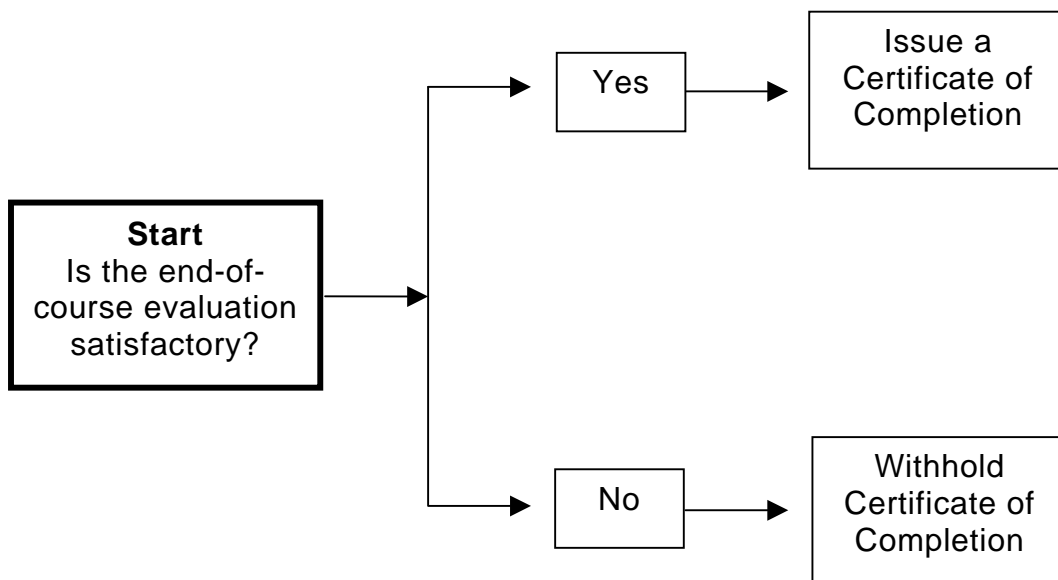 Yes
Issue a
Certificate of
Completion
Start
Is the end-of-
course evaluation
satisfactory?
No
Withhold
Certificate of
Completion